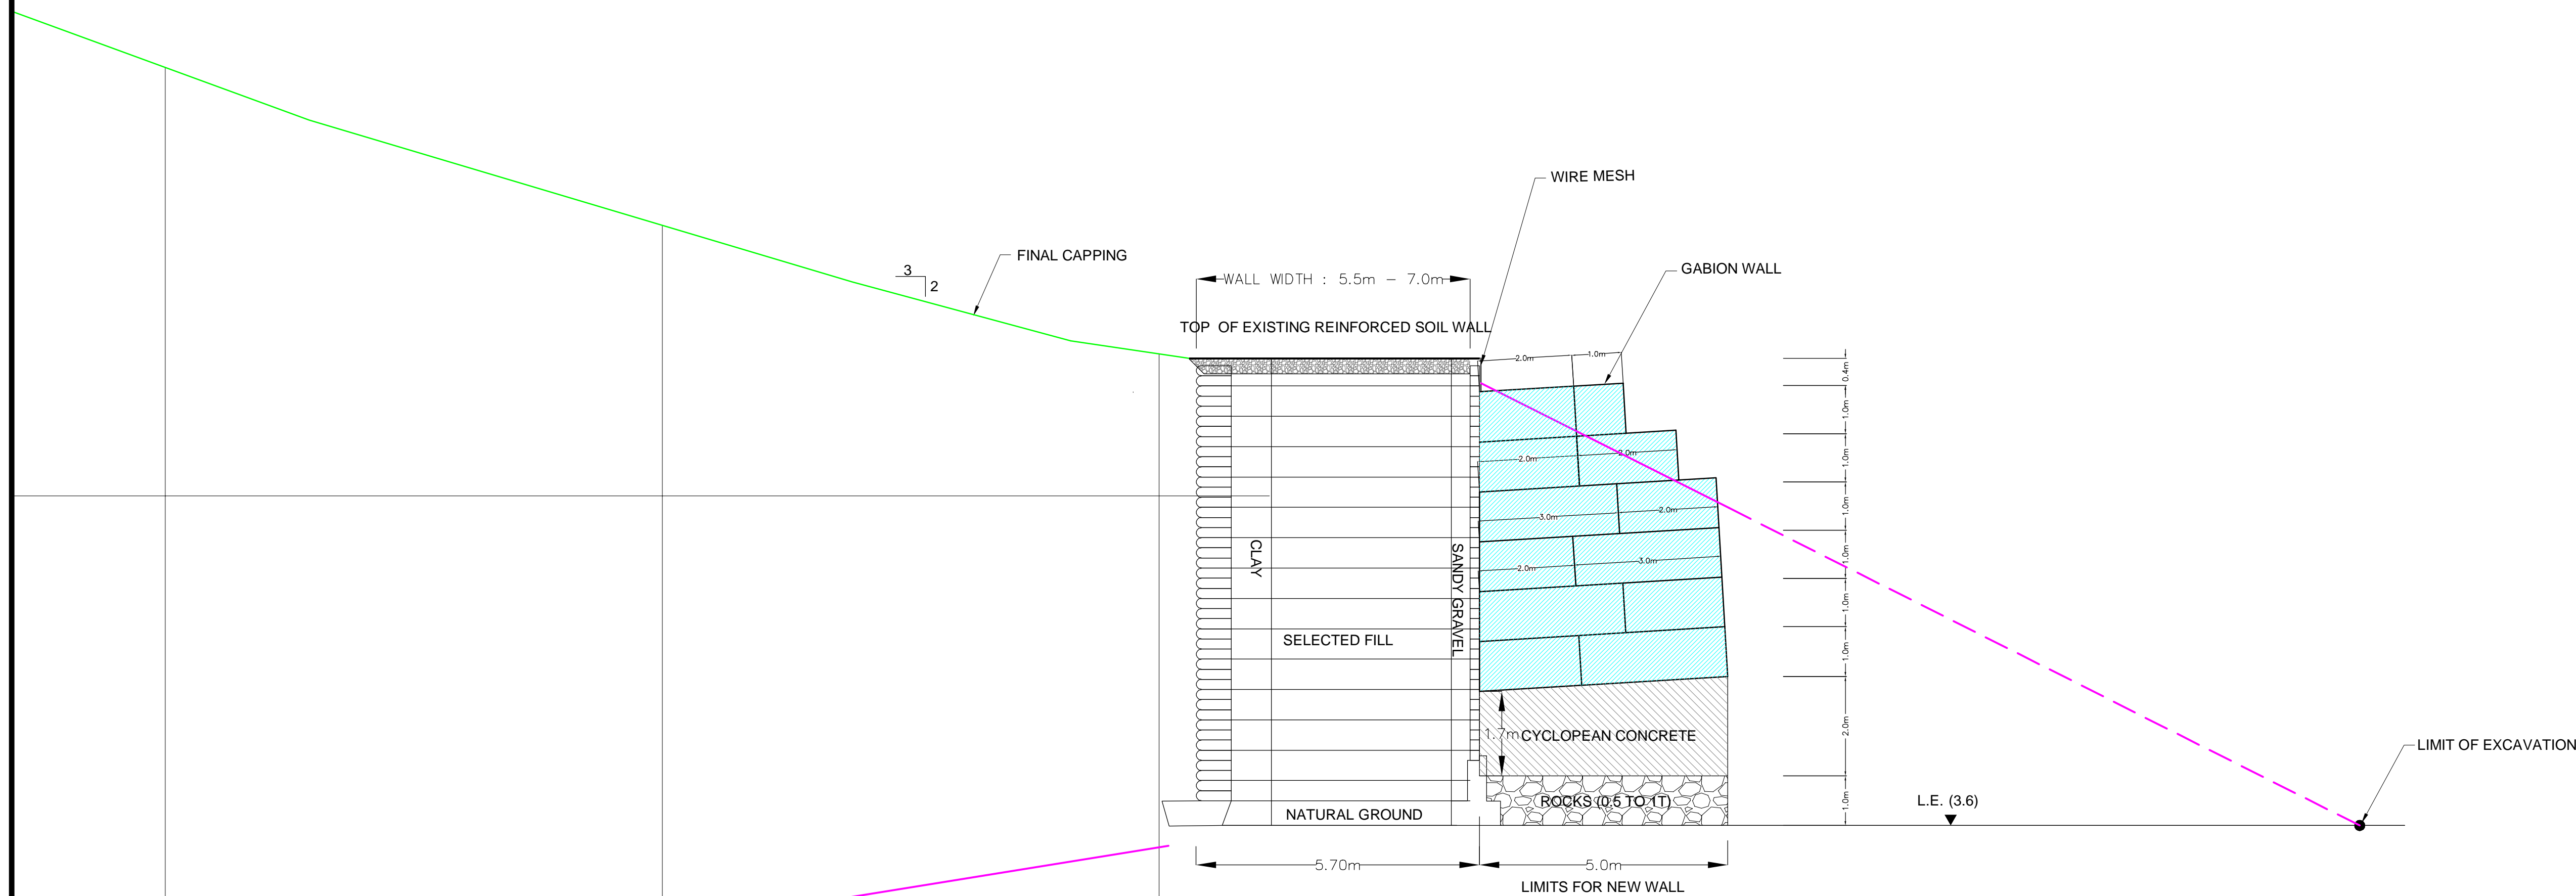 WIRE MESH
FINAL CAPPING
3
2
GABION WALL
WALL WIDTH : 5.5m - 7.0m
TOP OF EXISTING REINFORCED SOIL WALL
2.0m
1.0m
0.4m
1.0m
2.0m
2.0m
1.0m
3.0m
2.0m
1.0m
CLAY
SANDY GRAVEL
2.0m
3.0m
1.0m
1.0m
SELECTED FILL
1.0m
1.7m
CYCLOPEAN CONCRETE
2.0m
LIMIT OF EXCAVATION
ROCKS (0.5 TO 1T)
1.0m
L.E. (3.6)
NATURAL GROUND
5.70m
5.0m
LIMITS FOR NEW WALL